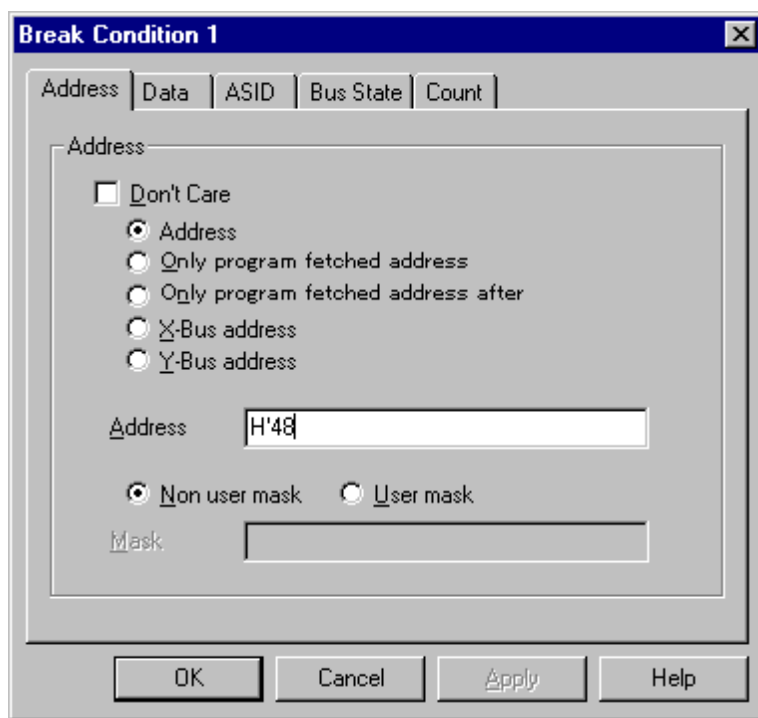 Break Condition 1
Address Data ASID Bus State Count
Address
Don't Care
Address
Only program fetched address
Only program fetched address after
X-Bus address
Y-Bus address
Address H'48
Non user mask User mask
Mask
OK Cancel Apply Help